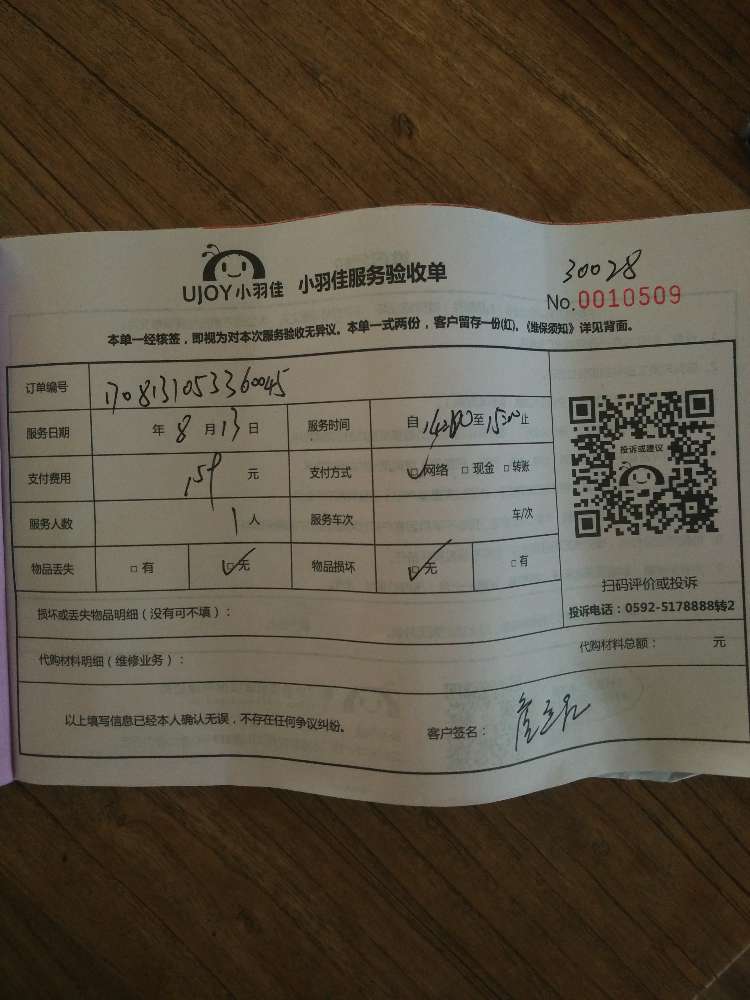 UJOY小羽佳 小羽佳服务验收单
30028
No.0010509
本单一经核签，即视为对本次服务验收无异议。本单一式两份，客户留存一份(红)。《维保须知》详见背面。
订单编号 1708131053360045
服务日期 年 8 月 13 日 服务时间 自 14:00 至 15:00 止
支付费用 159 元 支付方式 □网络 □现金 □转账
服务人数 1 人 服务车次 车/次
物品丢失 □有 □无 物品损坏 □无 □有
投诉或建议
扫码评价或投诉
投诉电话：0592-5178888转2
损坏或丢失物品明细（没有可不填）：
代购材料明细（维修业务）： 代购材料总额： 元
以上填写信息已经本人确认无误，不存在任何争议纠纷。 客户签名：